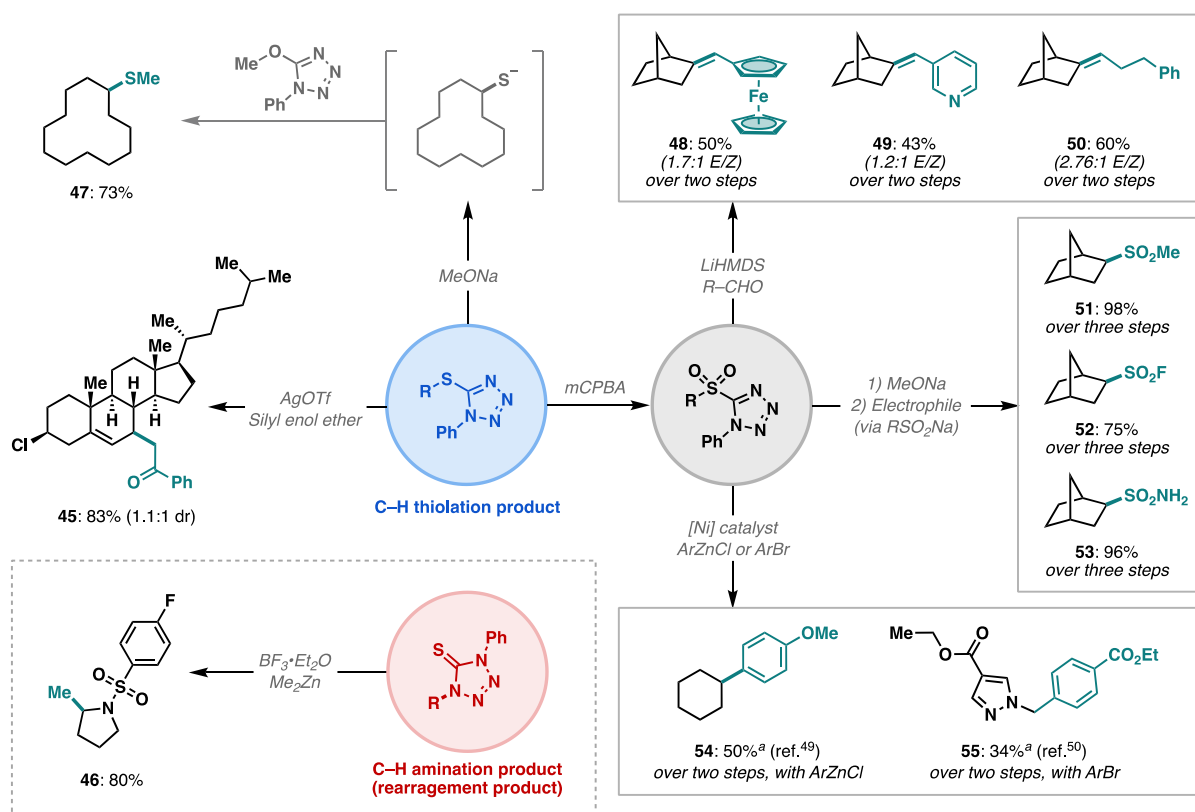 SMe
47: 73%
O
Me
N
N
N
N
Ph
S−
MeONa
48: 50%
(1.7:1 E/Z)
over two steps
Fe
49: 43%
(1.2:1 E/Z)
over two steps
N
50: 60%
(2.76:1 E/Z)
over two steps
Ph
LiHMDS
R–CHO
SO2Me
51: 98%
over three steps
SO2F
52: 75%
over three steps
SO2NH2
53: 96%
over three steps
Me
Me
Me
Me
Me
H
H
H
Cl
O
Ph
45: 83% (1.1:1 dr)
AgOTf
Silyl enol ether
R
S
N
N
N
N
Ph
C–H thiolation product
mCPBA
O
O
S
R
N
N
N
N
Ph
1) MeONa
2) Electrophile
(via RSO2Na)
[Ni] catalyst
ArZnCl or ArBr
F
Me
N
S
O
O
46: 80%
BF3•Et2O
Me2Zn
S
Ph
N
N
N
N
R
C–H amination product
(rearragement product)
OMe
54: 50%a (ref.49)
over two steps, with ArZnCl
Me
O
O
N
N
CO2Et
55: 34%a (ref.50)
over two steps, with ArBr